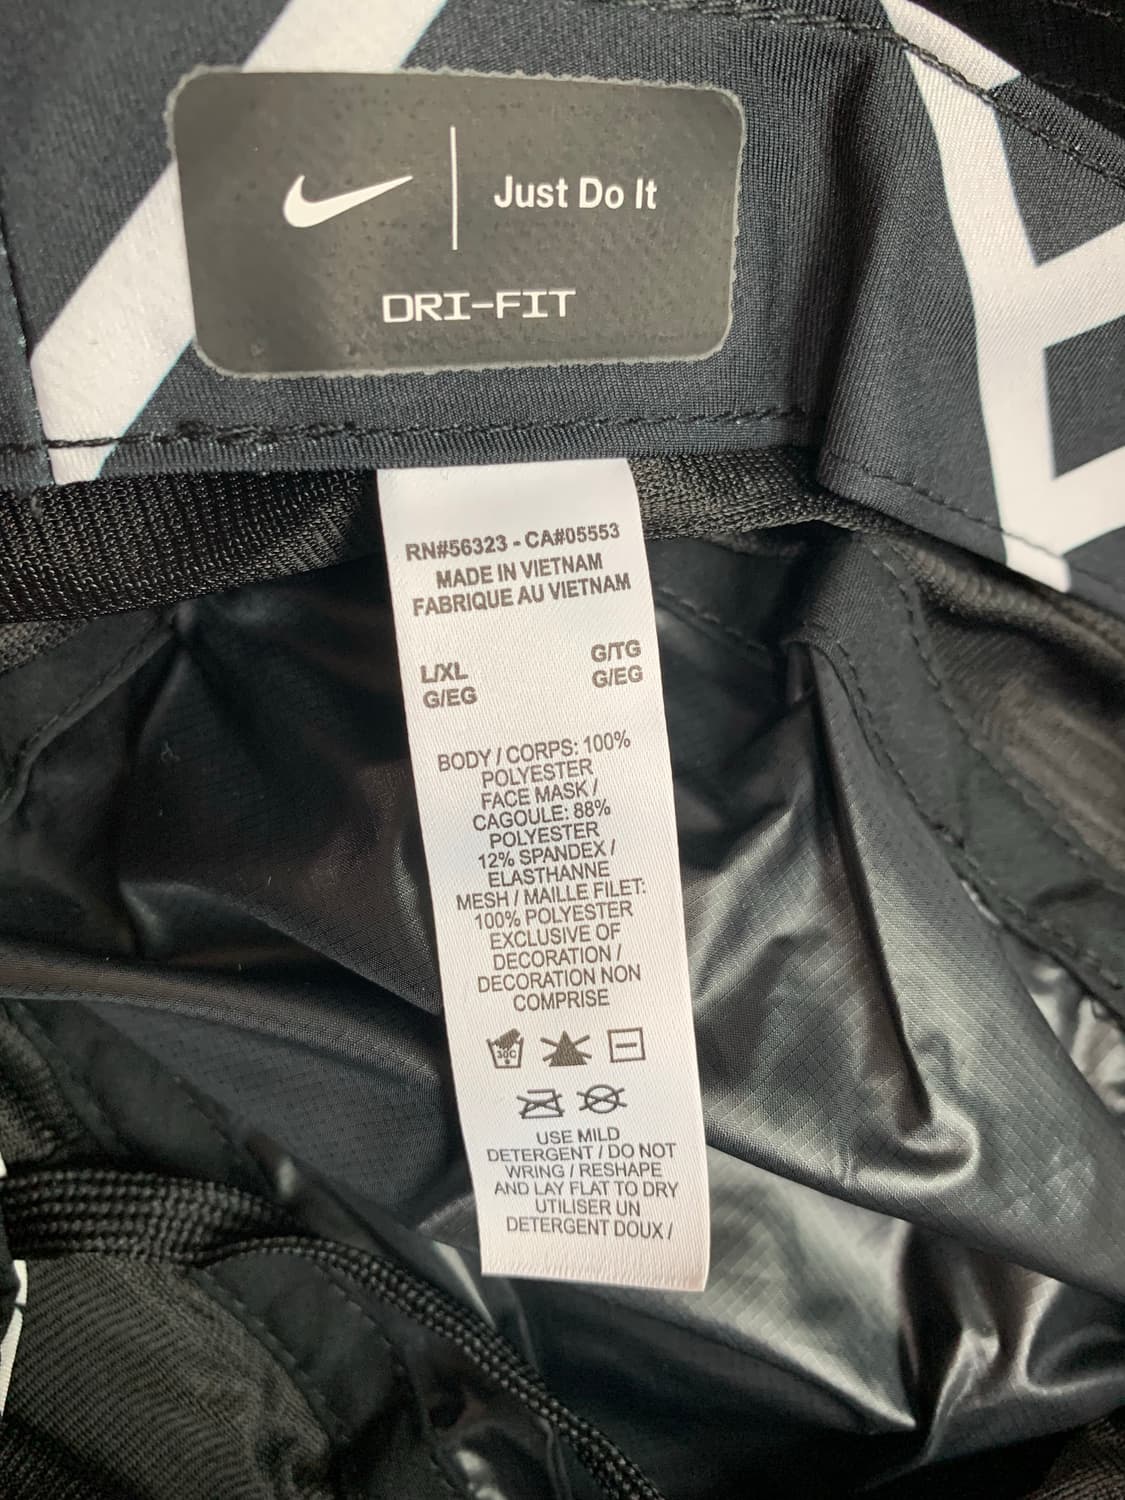 Just Do It
DRI-FIT
RN#56323 - CA#05553
MADE IN VIETNAM
FABRIQUE AU VIETNAM
L/XL G/TG
G/EG G/EG
BODY / CORPS: 100%
POLYESTER
FACE MASK /
CAGOULE: 88%
POLYESTER
12% SPANDEX /
ELASTHANNE
MESH / MAILLE FILET:
100% POLYESTER
EXCLUSIVE OF
DECORATION /
DECORATION NON
COMPRISE
30C
USE MILD
DETERGENT / DO NOT
WRING / RESHAPE
AND LAY FLAT TO DRY
UTILISER UN
DETERGENT DOUX /